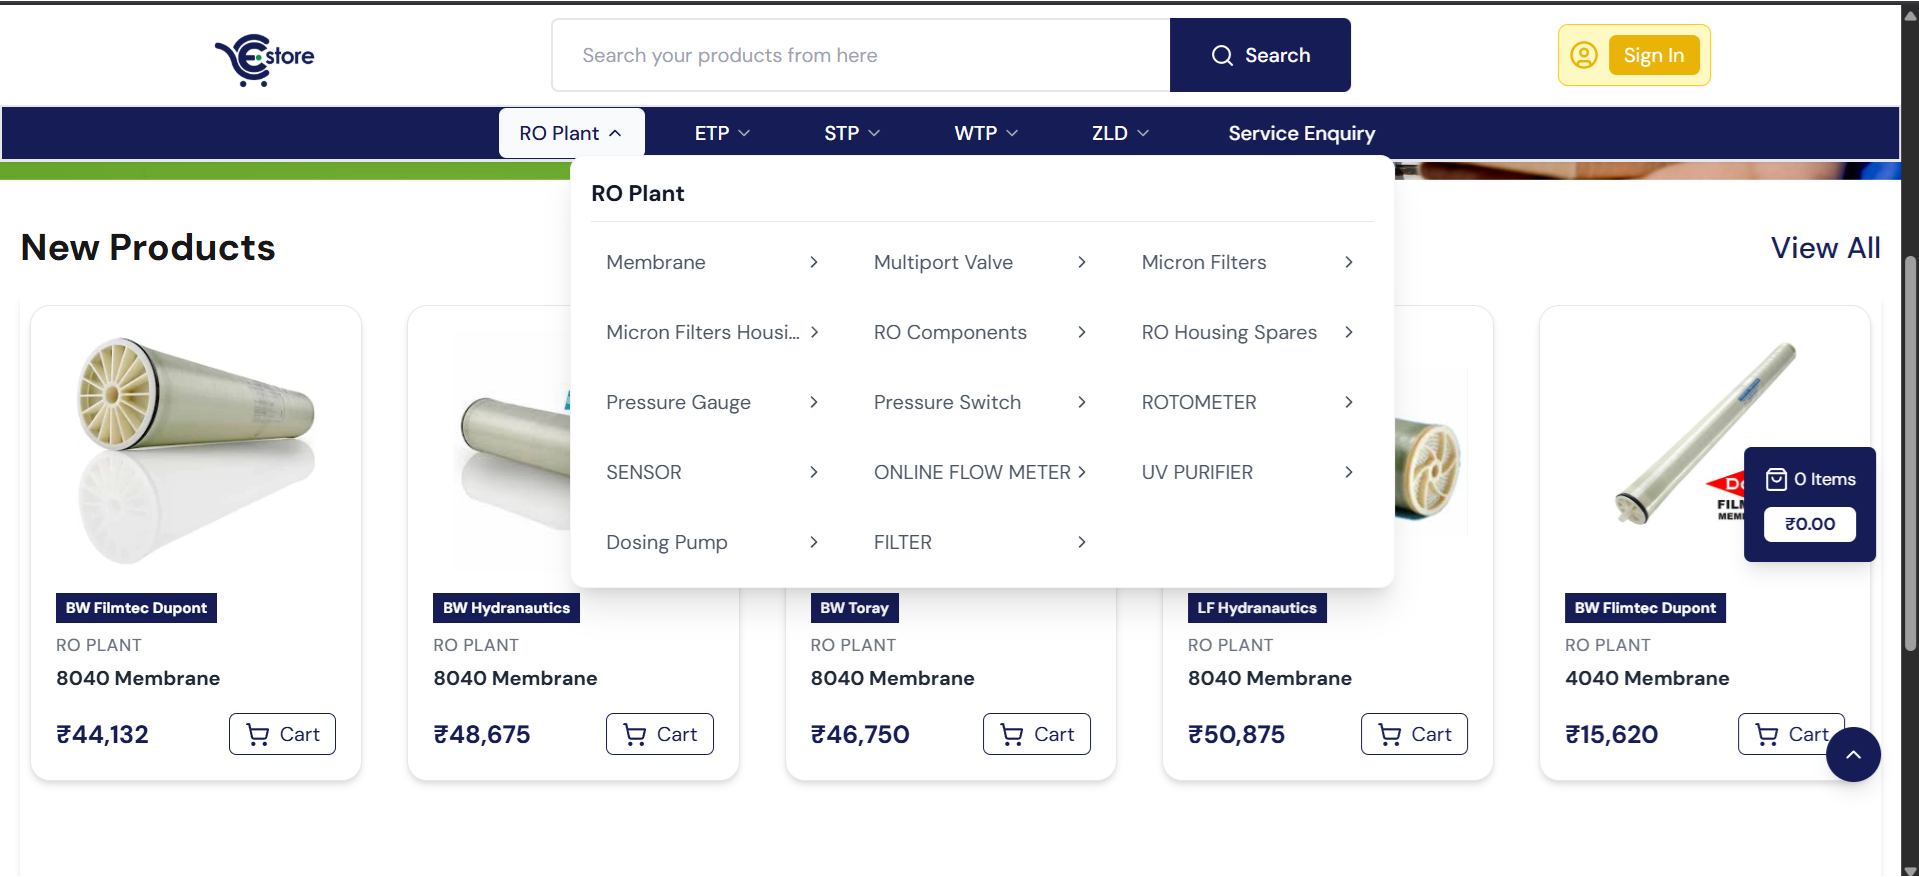 E-store
Search your products from here
Search
Sign In
RO Plant
ETP
STP
WTP
ZLD
Service Enquiry
RO Plant
Membrane
Multiport Valve
Micron Filters
Micron Filters Housi...
RO Components
RO Housing Spares
Pressure Gauge
Pressure Switch
ROTOMETER
SENSOR
ONLINE FLOW METER
UV PURIFIER
Dosing Pump
FILTER
New Products
View All
0 Items
₹0.00
BW Filmtec Dupont
RO PLANT
8040 Membrane
₹44,132
Cart
BW Hydranautics
RO PLANT
8040 Membrane
₹48,675
Cart
BW Toray
RO PLANT
8040 Membrane
₹46,750
Cart
LF Hydranautics
RO PLANT
8040 Membrane
₹50,875
Cart
BW Flimtec Dupont
RO PLANT
4040 Membrane
₹15,620
Cart